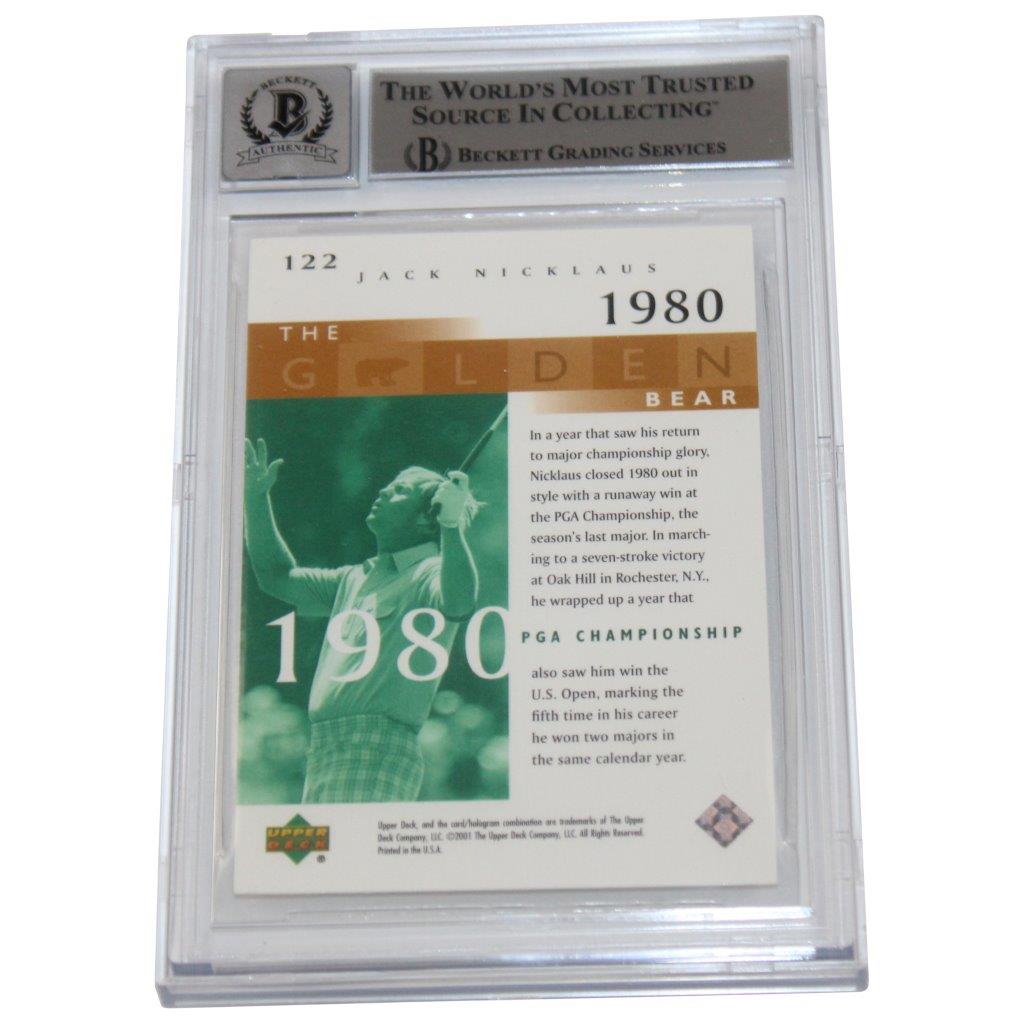 BECKETT
B
AUTHENTIC
THE WORLD'S MOST TRUSTED
SOURCE IN COLLECTING™
B BECKETT GRADING SERVICES
122
JACK NICKLAUS
1980
THE
GOLDEN
BEAR
In a year that saw his return
to major championship glory,
Nicklaus closed 1980 out in
style with a runaway win at
the PGA Championship, the
season's last major. In march-
ing to a seven-stroke victory
at Oak Hill in Rochester, N.Y.,
he wrapped up a year that
1980
PGA CHAMPIONSHIP
also saw him win the
U.S. Open, marking the
fifth time in his career
he won two majors in
the same calendar year.
UPPER
DECK
®
Upper Deck, and the card/hologram combination are trademarks of The Upper
Deck Company, LLC. ©2001 The Upper Deck Company, LLC. All Rights Reserved.
Printed in the U.S.A.